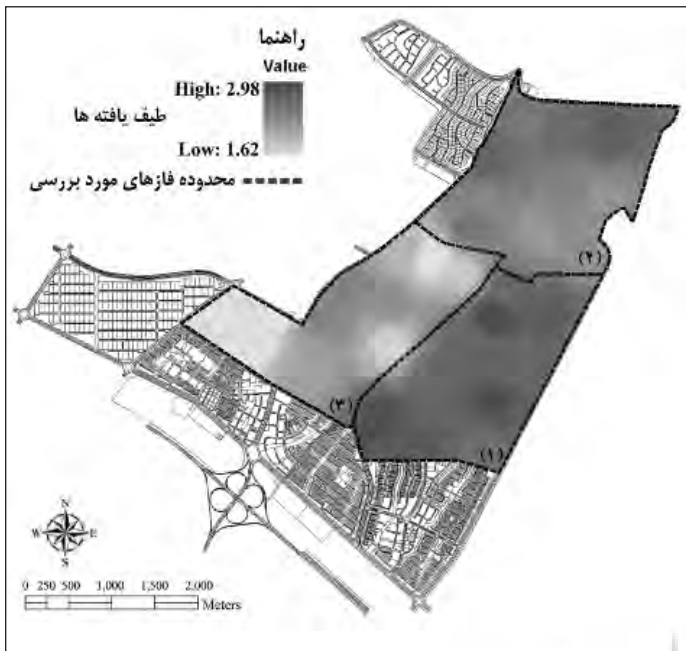 راهنما
Value
High: 2.98
طیف یافته ها
Low: 1.62
محدوده فازهای مورد بررسی
(۲)
(۳)
(۱)
N
W E
S
0 250 500 1,000 1,500 2,000
Meters